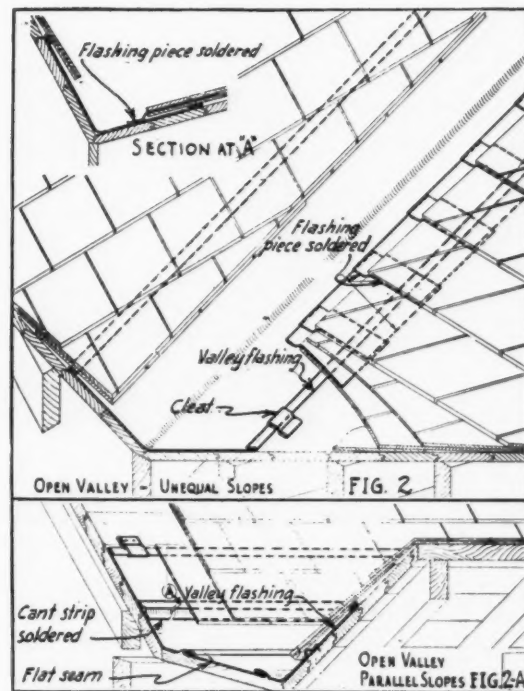 Flashing piece soldered
SECTION AT "A"
Flashing
piece soldered
Valley flashing
Cleat
OPEN VALLEY - UNEQUAL SLOPES FIG. 2
A Valley flashing
Cant strip
soldered
Flat seam
OPEN VALLEY
PARALLEL SLOPES FIG. 2-A